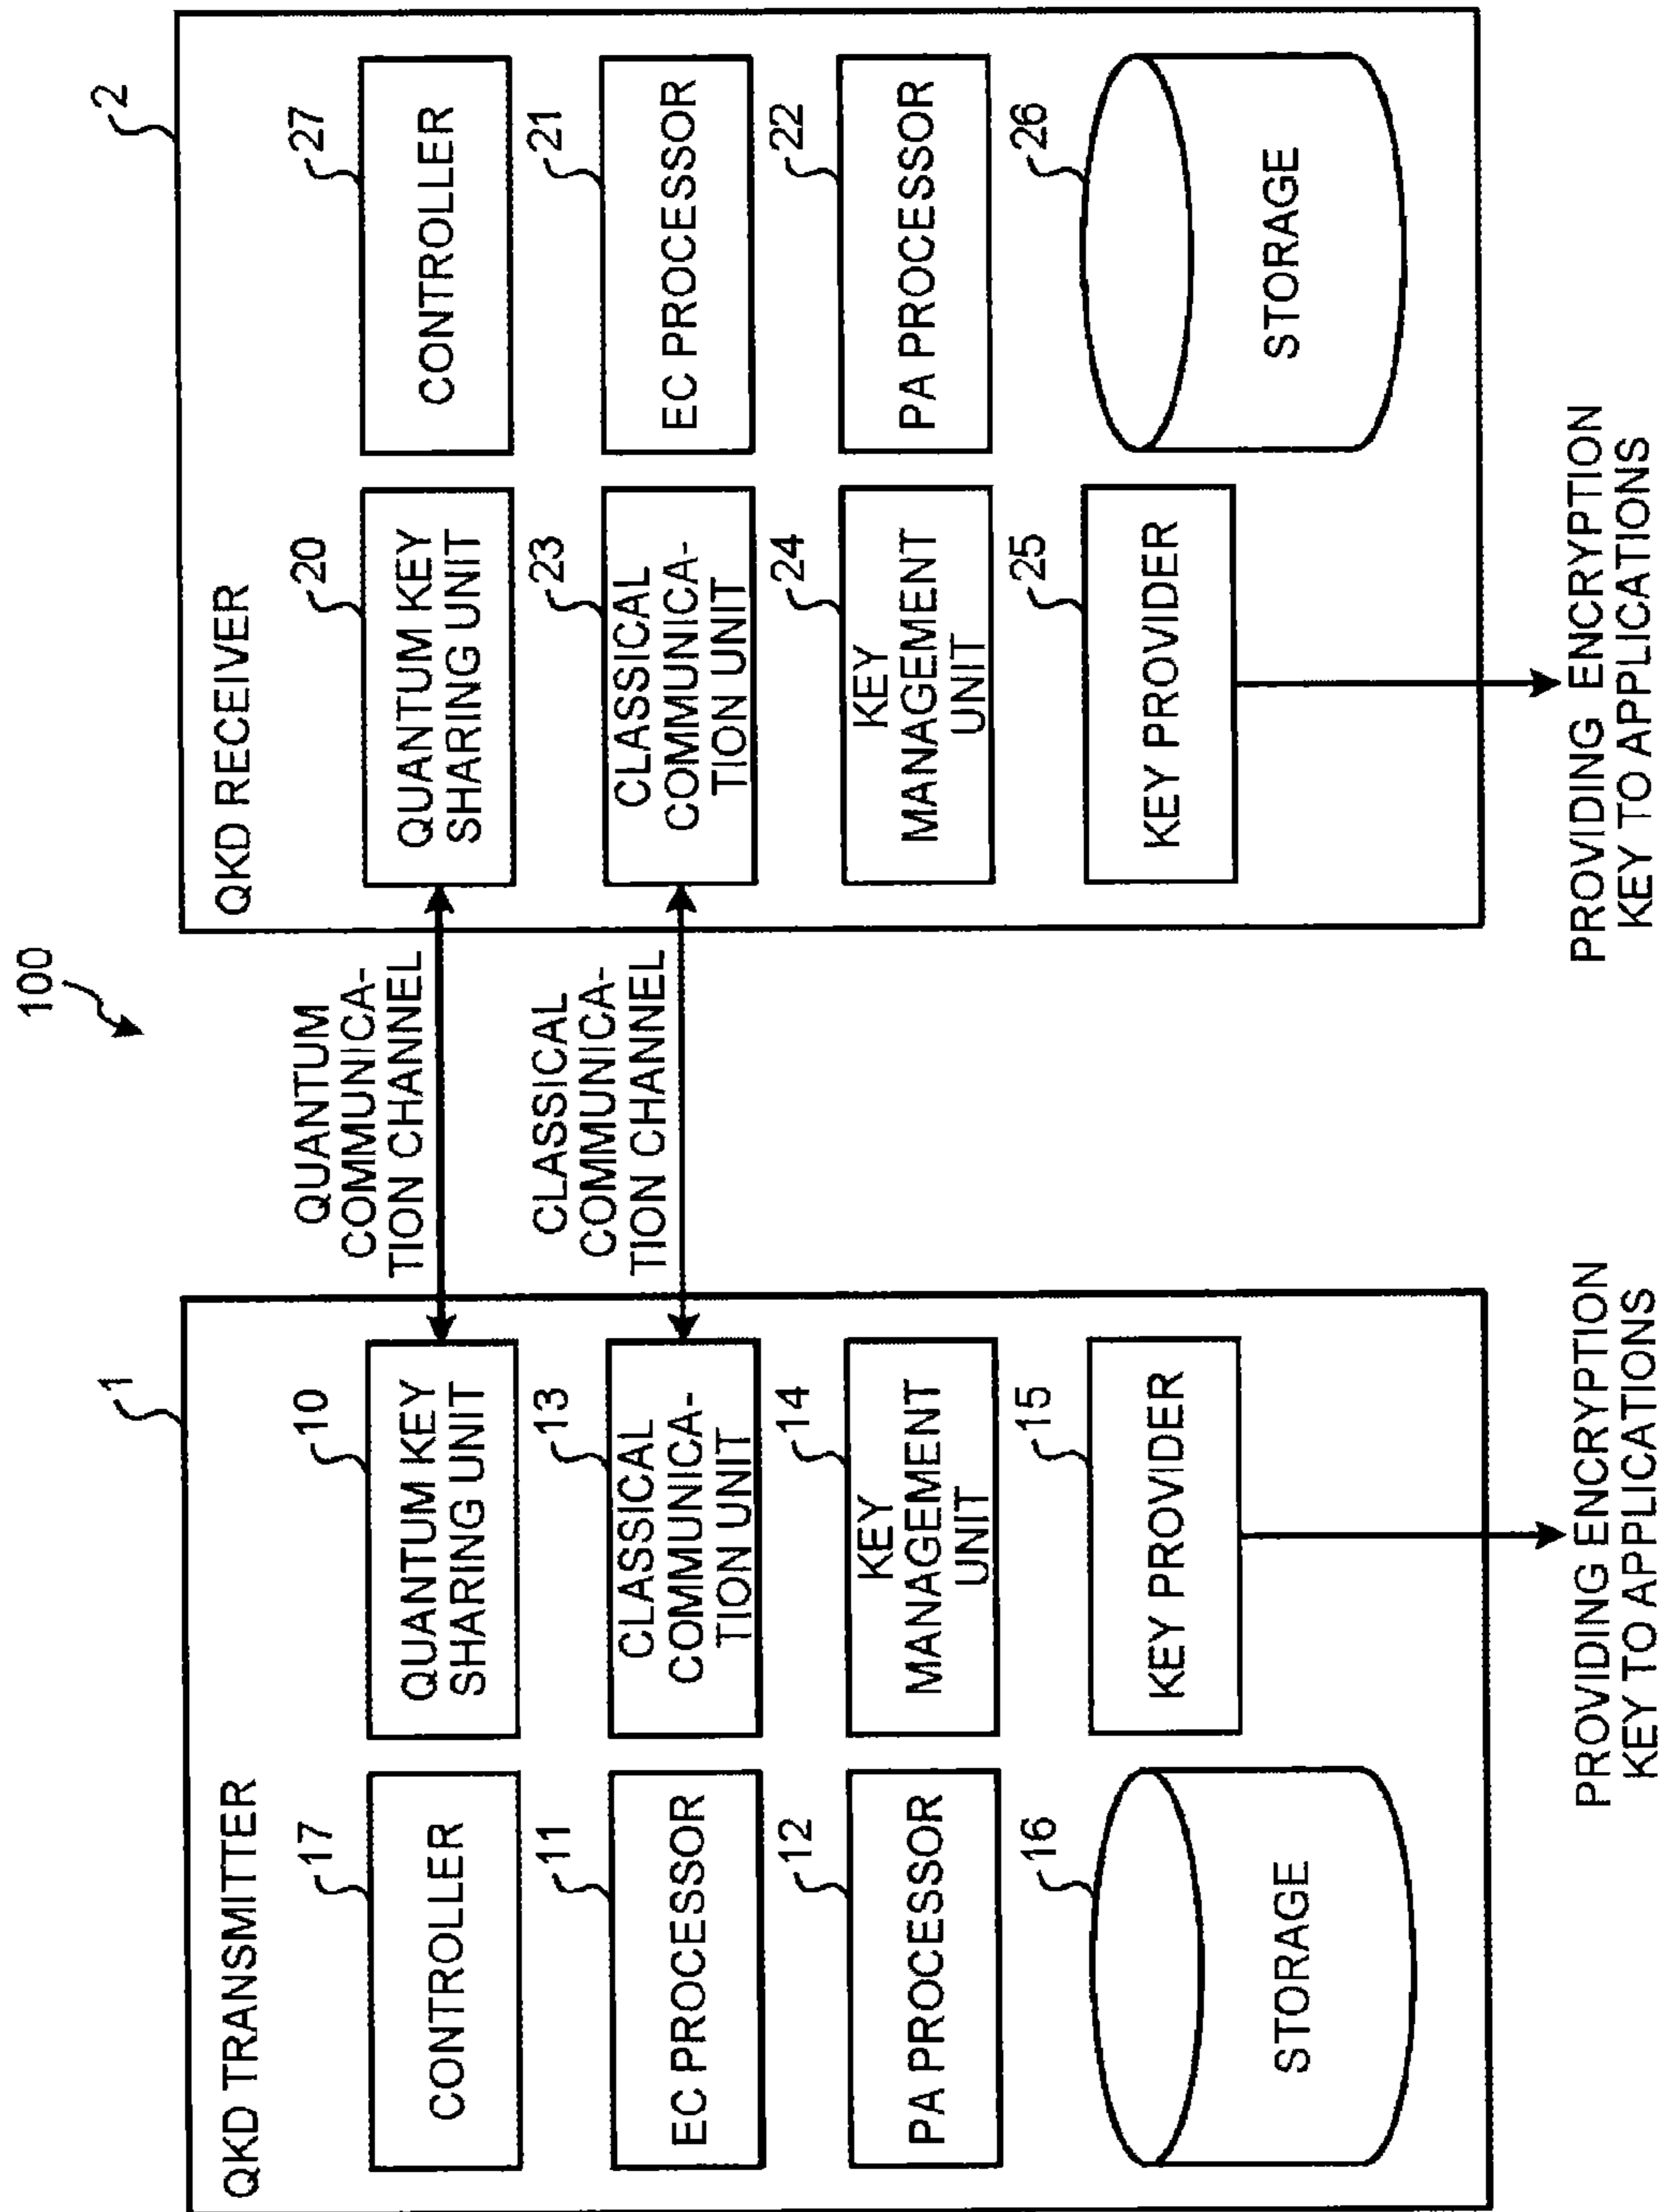 100
1
QKD TRANSMITTER
17
CONTROLLER
10
QUANTUM KEY
SHARING UNIT
11
EC PROCESSOR
13
CLASSICAL
COMMUNICA-
TION UNIT
12
PA PROCESSOR
14
KEY
MANAGEMENT
UNIT
16
STORAGE
15
KEY PROVIDER
PROVIDING ENCRYPTION
KEY TO APPLICATIONS
QUANTUM
COMMUNICA-
TION CHANNEL
CLASSICAL
COMMUNICA-
TION CHANNEL
2
QKD RECEIVER
20
QUANTUM KEY
SHARING UNIT
27
CONTROLLER
23
CLASSICAL
COMMUNICA-
TION UNIT
21
EC PROCESSOR
24
KEY
MANAGEMENT
UNIT
22
PA PROCESSOR
25
KEY PROVIDER
26
STORAGE
PROVIDING ENCRYPTION
KEY TO APPLICATIONS